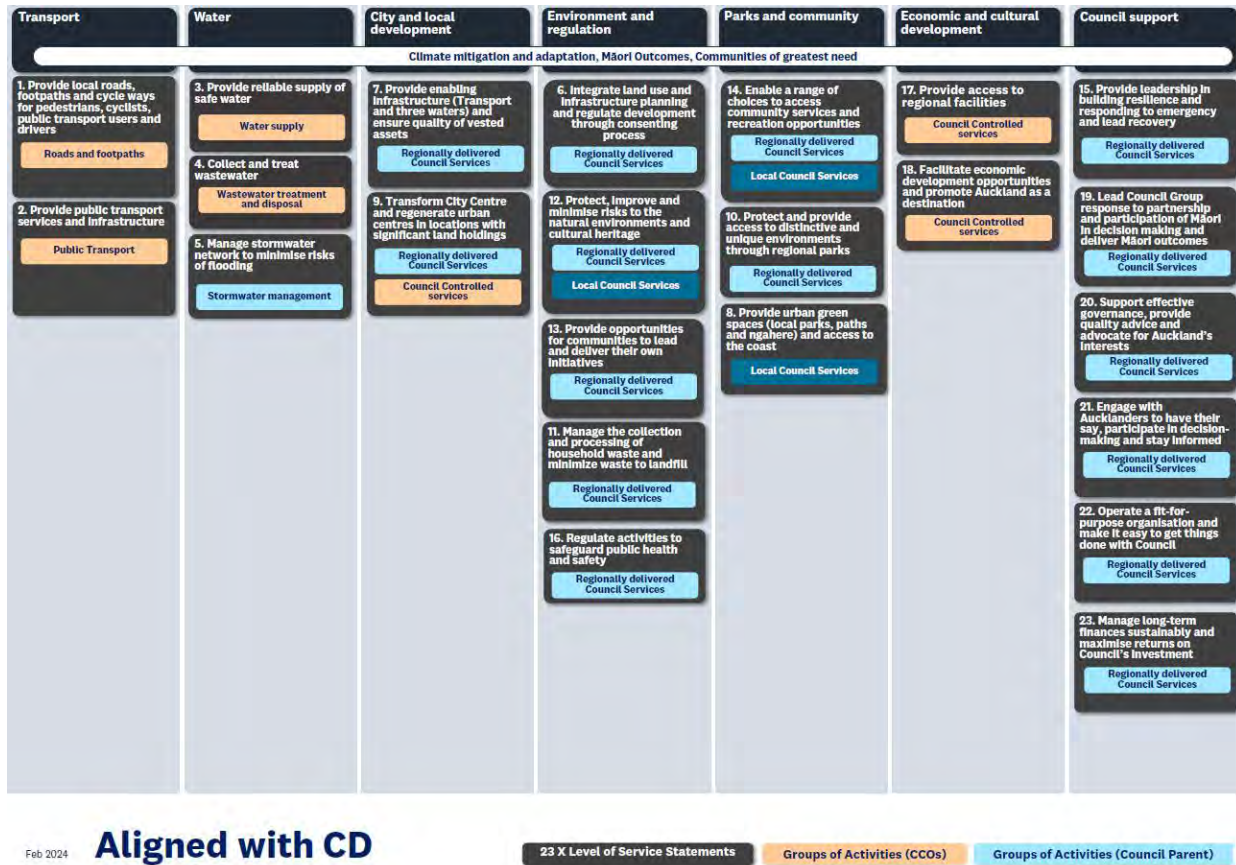 Transport
Water
City and local
development
Environment and
regulation
Parks and community
Economic and cultural
development
Council support
Climate mitigation and adaptation, Māori Outcomes, Communities of greatest need
1. Provide local roads,
footpaths and cycle ways
for pedestrians, cyclists,
public transport users and
drivers
Roads and footpaths
2. Provide public transport
services and infrastructure
Public Transport
3. Provide reliable supply of
safe water
Water supply
4. Collect and treat
wastewater
Wastewater treatment
and disposal
5. Manage stormwater
network to minimise risks
of flooding
Stormwater management
7. Provide enabling
infrastructure (Transport
and three waters) and
ensure quality of vested
assets
Regionally delivered
Council Services
9. Transform City Centre
and regenerate urban
centres in locations with
significant land holdings
Regionally delivered
Council Services
Council Controlled
services
6. Integrate land use and
infrastructure planning
and regulate development
through consenting
process
Regionally delivered
Council Services
12. Protect, improve and
minimise risks to the
natural environments and
cultural heritage
Regionally delivered
Council Services
Local Council Services
13. Provide opportunities
for communities to lead
and deliver their own
initiatives
Regionally delivered
Council Services
11. Manage the collection
and processing of
household waste and
minimize waste to landfill
Regionally delivered
Council Services
16. Regulate activities to
safeguard public health
and safety
Regionally delivered
Council Services
14. Enable a range of
choices to access
community services and
recreation opportunities
Regionally delivered
Council Services
Local Council Services
10. Protect and provide
access to distinctive and
unique environments
through regional parks
Regionally delivered
Council Services
8. Provide urban green
spaces (local parks, paths
and ngahere) and access to
the coast
Local Council Services
17. Provide access to
regional facilities
Council Controlled
services
18. Facilitate economic
development opportunities
and promote Auckland as a
destination
Council Controlled
services
15. Provide leadership in
building resilience and
responding to emergency
and lead recovery
Regionally delivered
Council Services
19. Lead Council Group
response to partnership
and participation of Māori
in decision making and
deliver Māori outcomes
Regionally delivered
Council Services
20. Support effective
governance, provide
quality advice and
advocate for Auckland's
interests
Regionally delivered
Council Services
21. Engage with
Aucklanders to have their
say, participate in decision-
making and stay informed
Regionally delivered
Council Services
22. Operate a fit-for-
purpose organisation and
make it easy to get things
done with Council
Regionally delivered
Council Services
23. Manage long-term
finances sustainably and
maximise returns on
Council's investment
Regionally delivered
Council Services
Feb 2024
Aligned with CD
23 X Level of Service Statements
Groups of Activities (CCOs)
Groups of Activities (Council Parent)